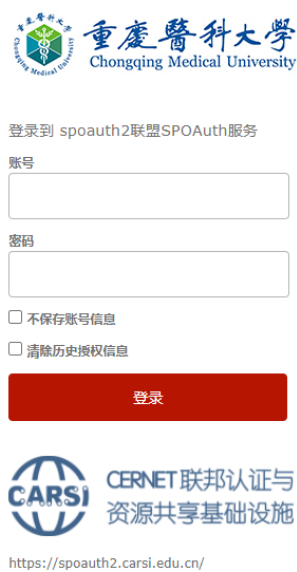 重慶醫科大學
Chongqing Medical University
登录到 spoauth2联盟SPOAuth服务
账号
密码
不保存账号信息
清除历史授权信息
登录
CARSI
CERNET联邦认证与
资源共享基础设施
https://spoauth2.carsi.edu.cn/